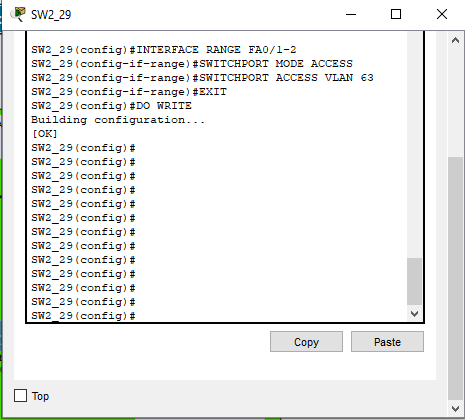 SW2_29
SW2_29(config)#INTERFACE RANGE FA0/1-2
SW2_29(config-if-range)#SWITCHPORT MODE ACCESS
SW2_29(config-if-range)#SWITCHPORT ACCESS VLAN 63
SW2_29(config-if-range)#EXIT
SW2_29(config)#DO WRITE
Building configuration...
[OK]
SW2_29(config)#
SW2_29(config)#
SW2_29(config)#
SW2_29(config)#
SW2_29(config)#
SW2_29(config)#
SW2_29(config)#
SW2_29(config)#
SW2_29(config)#
SW2_29(config)#
SW2_29(config)#
SW2_29(config)#
SW2_29(config)#
Copy Paste
Top